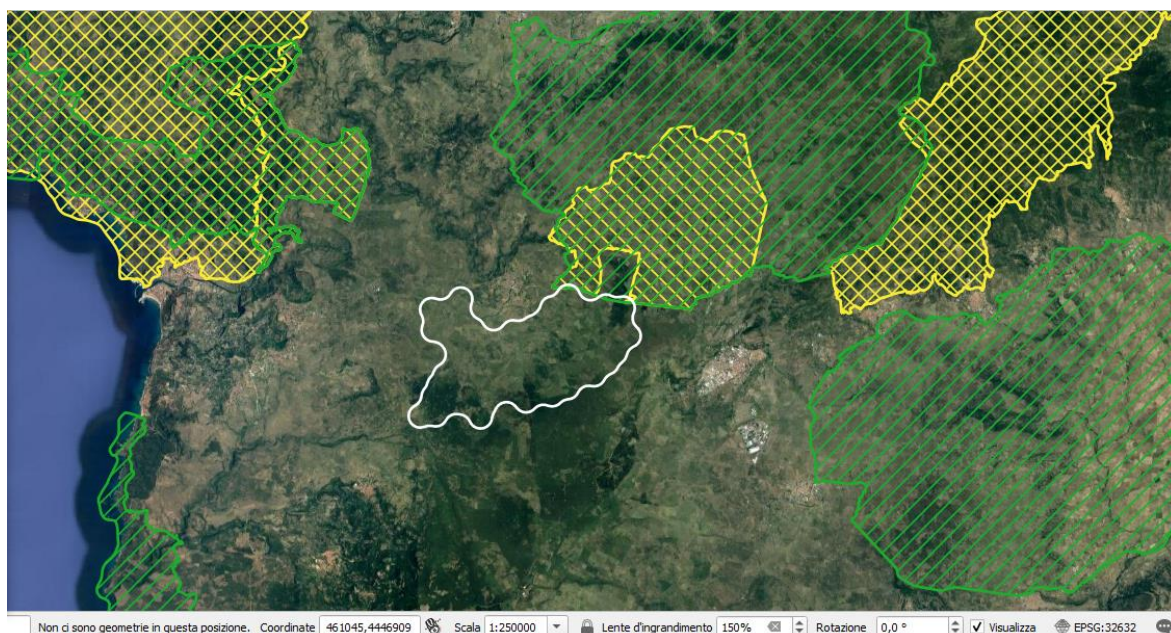 Non ci sono geometrie in questa posizione. Coordinate 461045,4446909 Scala 1:250000 Lente d'ingrandimento 150% Rotazione 0,0 ° Visualizza EPSG:32632